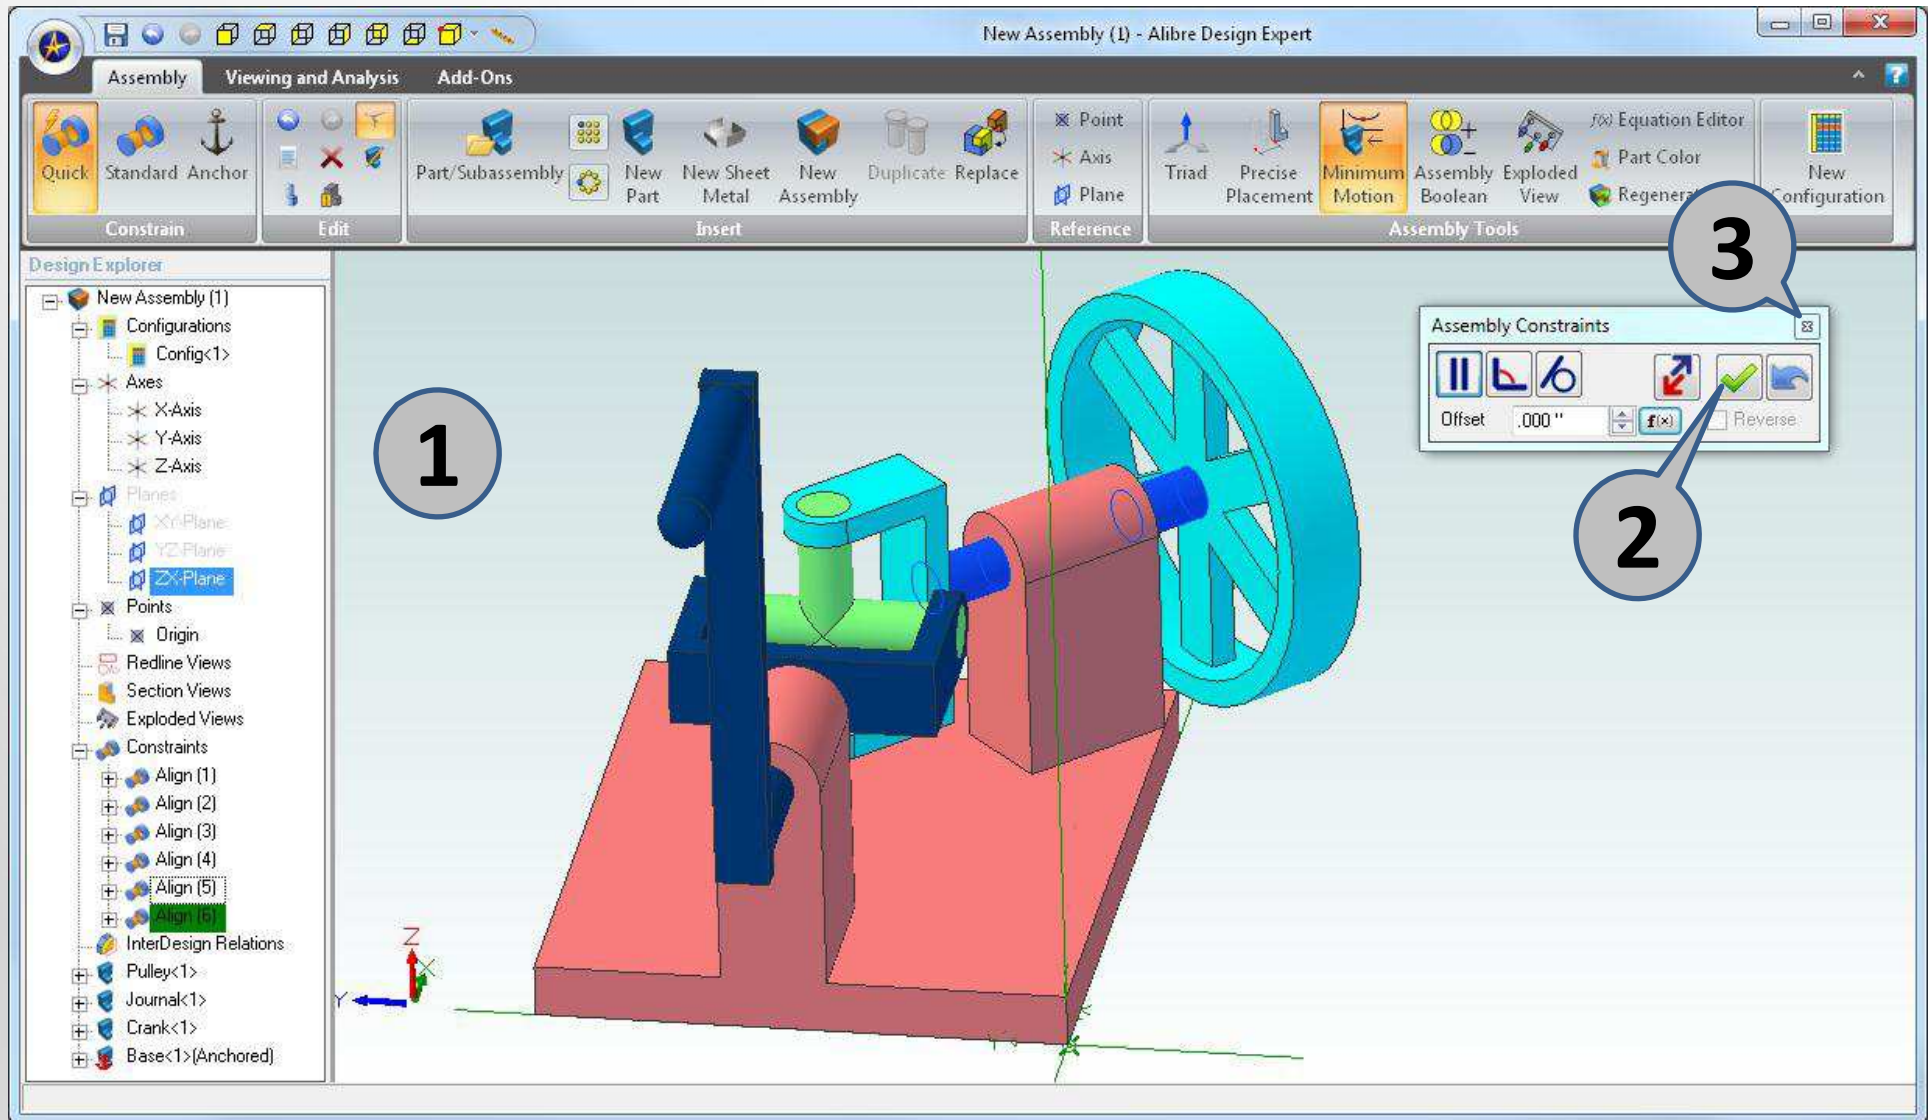 New Assembly (1) - Alibre Design Expert
Assembly Viewing and Analysis Add-Ons
Quick Standard Anchor
Constrain
Edit
Part/Subassembly
New Part
New Sheet Metal
New Assembly
Duplicate
Replace
Insert
Point
Axis
Plane
Reference
Triad
Precise Placement
Minimum Motion
Assembly Boolean
Exploded View
f(x) Equation Editor
Part Color
Regenera
Assembly Tools
New
onfiguration
3
Design Explorer
New Assembly (1)
Configurations
Config<1>
Axes
X-Axis
Y-Axis
Z-Axis
Planes
XY-Plane
YZ-Plane
ZX-Plane
Points
Origin
Redline Views
Section Views
Exploded Views
Constraints
Align (1)
Align (2)
Align (3)
Align (4)
Align (5)
Align (6)
InterDesign Relations
Pulley<1>
Journal<1>
Crank<1>
Base<1>(Anchored)
1
Z
X
Y
Assembly Constraints
Offset .000 " f(x) Reverse
2